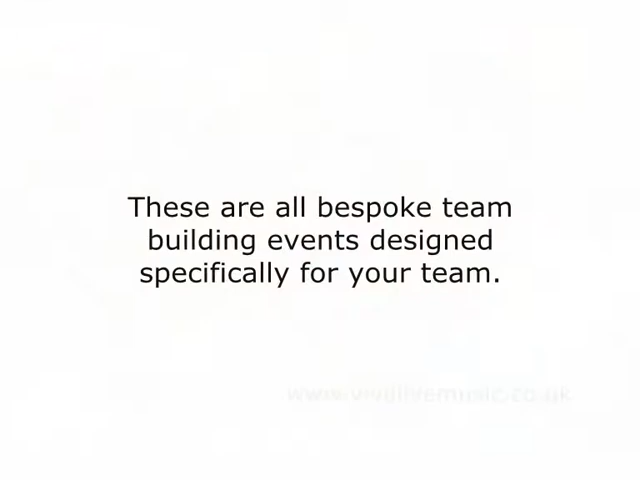 These are all bespoke team
building events designed
specifically for your team.